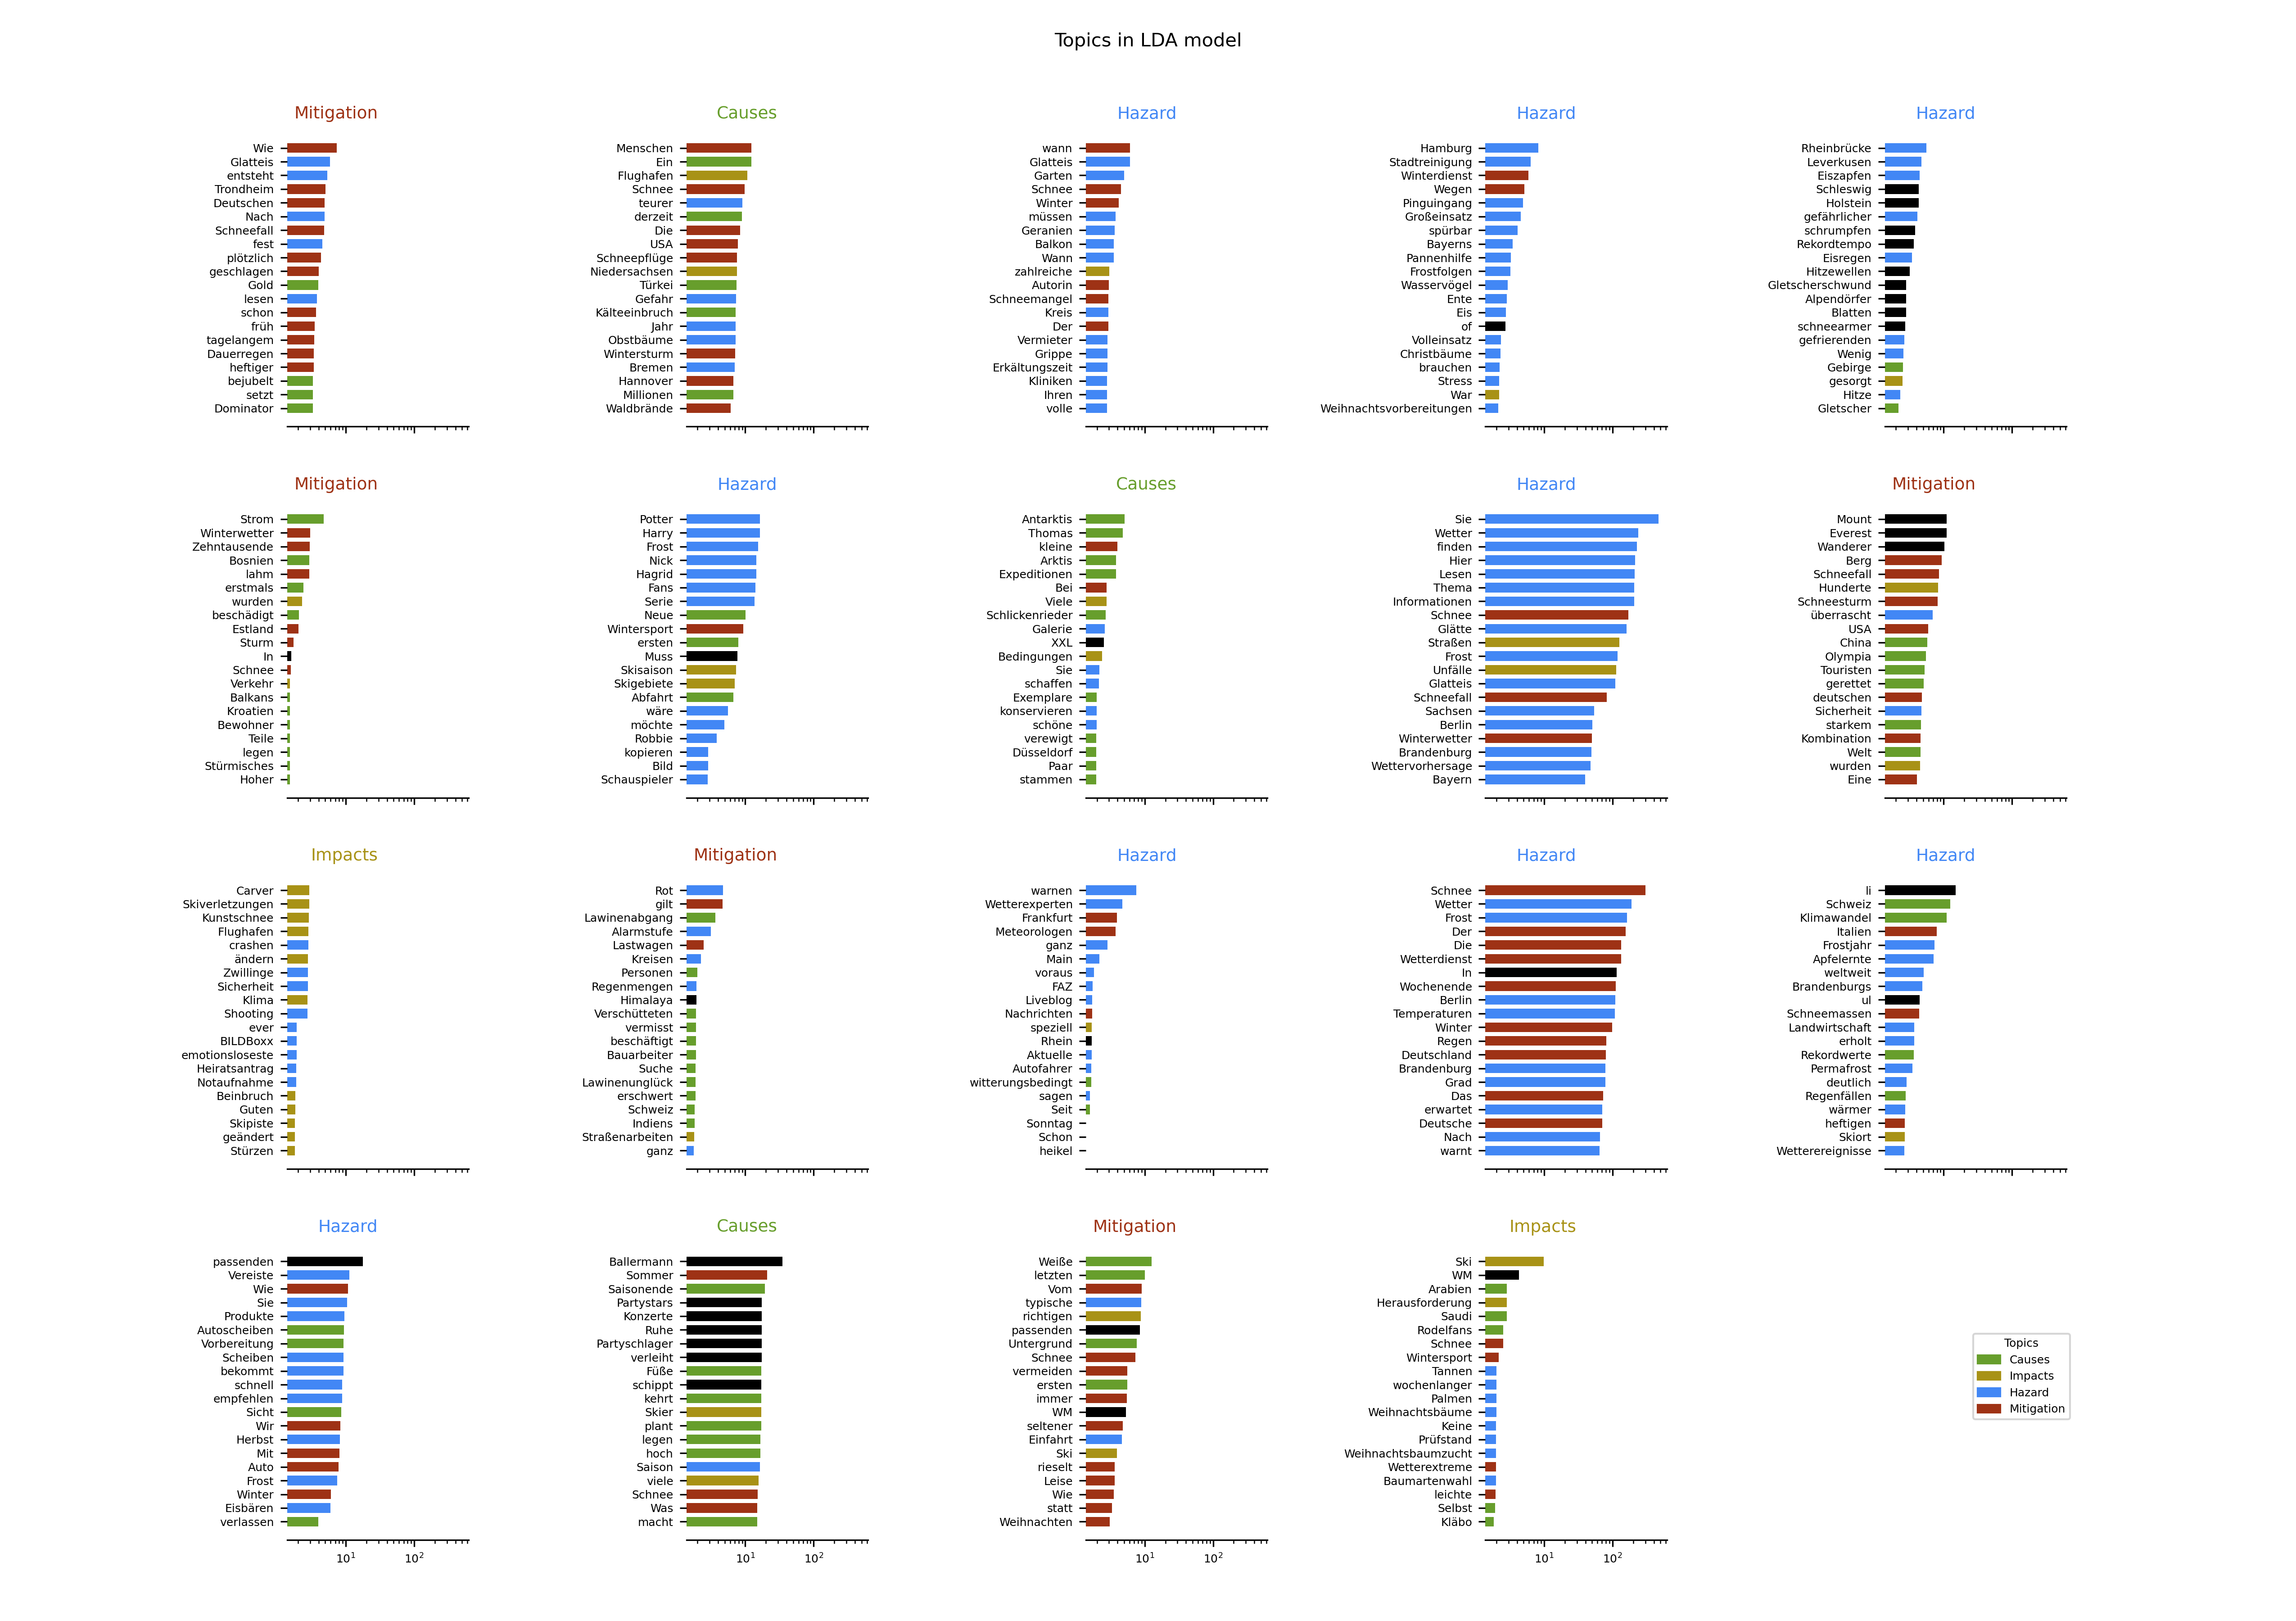 Topics in LDA model
Mitigation
Wie
Glatteis
entsteht
Trondheim
Deutschen
Nach
Schneefall
fest
plötzlich
geschlagen
Gold
lesen
schon
früh
tagelangem
Dauerregen
heftiger
bejubelt
setzt
Dominator
Causes
Menschen
Ein
Flughafen
Schnee
teurer
derzeit
Die
USA
Schneepflüge
Niedersachsen
Türkei
Gefahr
Kälteeinbruch
Jahr
Obstbäume
Wintersturm
Bremen
Hannover
Millionen
Waldbrände
Hazard
wann
Glatteis
Garten
Schnee
Winter
müssen
Geranien
Balkon
Wann
zahlreiche
Autorin
Schneemangel
Kreis
Der
Vermieter
Grippe
Erkältungszeit
Kliniken
Ihren
volle
Hazard
Hamburg
Stadtreinigung
Winterdienst
Wegen
Pinguingang
Großeinsatz
spürbar
Bayerns
Pannenhilfe
Frostfolgen
Wasservögel
Ente
Eis
of
Volleinsatz
Christbäume
brauchen
Stress
War
Weihnachtsvorbereitungen
Hazard
Rheinbrücke
Leverkusen
Eiszapfen
Schleswig
Holstein
gefährlicher
schrumpfen
Rekordtempo
Eisregen
Hitzewellen
Gletscherschwund
Alpendörfer
Blatten
schneearmer
gefrierenden
Wenig
Gebirge
gesorgt
Hitze
Gletscher
Mitigation
Strom
Winterwetter
Zehntausende
Bosnien
lahm
erstmals
wurden
beschädigt
Estland
Sturm
In
Schnee
Verkehr
Balkans
Kroatien
Bewohner
Teile
legen
Stürmisches
Hoher
Hazard
Potter
Harry
Frost
Nick
Hagrid
Fans
Serie
Neue
Wintersport
ersten
Muss
Skisaison
Skigebiete
Abfahrt
wäre
möchte
Robbie
kopieren
Bild
Schauspieler
Causes
Antarktis
Thomas
kleine
Arktis
Expeditionen
Bei
Viele
Schlickenrieder
Galerie
XXL
Bedingungen
Sie
schaffen
Exemplare
konservieren
schöne
verewigt
Düsseldorf
Paar
stammen
Hazard
Sie
Wetter
finden
Hier
Lesen
Thema
Informationen
Schnee
Glätte
Straßen
Frost
Unfälle
Glatteis
Schneefall
Sachsen
Berlin
Winterwetter
Brandenburg
Wettervorhersage
Bayern
Mitigation
Mount
Everest
Wanderer
Berg
Schneefall
Hunderte
Schneesturm
überrascht
USA
China
Olympia
Touristen
gerettet
deutschen
Sicherheit
starkem
Kombination
Welt
wurden
Eine
Impacts
Carver
Skiverletzungen
Kunstschnee
Flughafen
crashen
ändern
Zwillinge
Sicherheit
Klima
Shooting
ever
BILDBoxx
emotionsloseste
Heiratsantrag
Notaufnahme
Beinbruch
Guten
Skipiste
geändert
Stürzen
Mitigation
Rot
gilt
Lawinenabgang
Alarmstufe
Lastwagen
Kreisen
Personen
Regenmengen
Himalaya
Verschütteten
vermisst
beschäftigt
Bauarbeiter
Suche
Lawinenunglück
erschwert
Schweiz
Indiens
Straßenarbeiten
ganz
Hazard
warnen
Wetterexperten
Frankfurt
Meteorologen
ganz
Main
voraus
FAZ
Liveblog
Nachrichten
speziell
Rhein
Aktuelle
Autofahrer
witterungsbedingt
sagen
Seit
Sonntag
Schon
heikel
Hazard
Schnee
Wetter
Frost
Der
Die
Wetterdienst
In
Wochenende
Berlin
Temperaturen
Winter
Regen
Deutschland
Brandenburg
Grad
Das
erwartet
Deutsche
Nach
warnt
Hazard
li
Schweiz
Klimawandel
Italien
Frostjahr
Apfelernte
weltweit
Brandenburgs
ul
Schneemassen
Landwirtschaft
erholt
Rekordwerte
Permafrost
deutlich
Regenfällen
wärmer
heftigen
Skiort
Wetterereignisse
Hazard
passenden
Vereiste
Wie
Sie
Produkte
Autoscheiben
Vorbereitung
Scheiben
bekommt
schnell
empfehlen
Sicht
Wir
Herbst
Mit
Auto
Frost
Winter
Eisbären
verlassen
10¹ 10²
Causes
Ballermann
Sommer
Saisonende
Partystars
Konzerte
Ruhe
Partyschlager
verleiht
Füße
schippt
kehrt
Skier
plant
legen
hoch
Saison
viele
Schnee
Was
macht
10¹ 10²
Mitigation
Weiße
letzten
Vom
typische
richtigen
passenden
Untergrund
Schnee
vermeiden
ersten
immer
WM
seltener
Einfahrt
Ski
rieselt
Leise
Wie
statt
Weihnachten
10¹ 10²
Impacts
Ski
WM
Arabien
Herausforderung
Saudi
Rodelfans
Schnee
Wintersport
Tannen
wochenlanger
Palmen
Weihnachtsbäume
Keine
Prüfstand
Weihnachtsbaumzucht
Wetterextreme
Baumartenwahl
leichte
Selbst
Kläbo
10¹ 10²
Topics
Causes
Impacts
Hazard
Mitigation